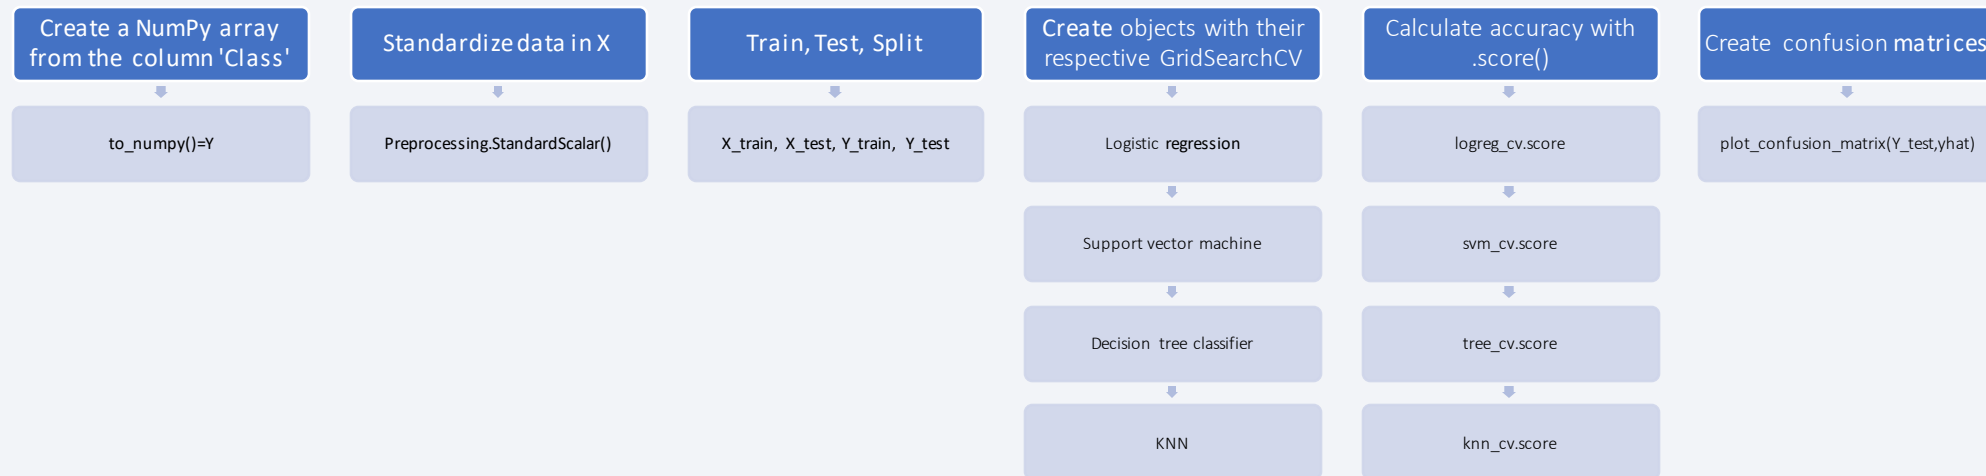 Create a NumPy array
from the column 'Class'
to_numpy()=Y
Standardize data in X
Preprocessing.StandardScalar()
Train, Test, Split
X_train, X_test, Y_train, Y_test
Create objects with their
respective GridSearchCV
Logistic regression
Support vector machine
Decision tree classifier
KNN
Calculate accuracy with
.score()
logreg_cv.score
svm_cv.score
tree_cv.score
knn_cv.score
Create confusion matrices
plot_confusion_matrix(Y_test,yhat)